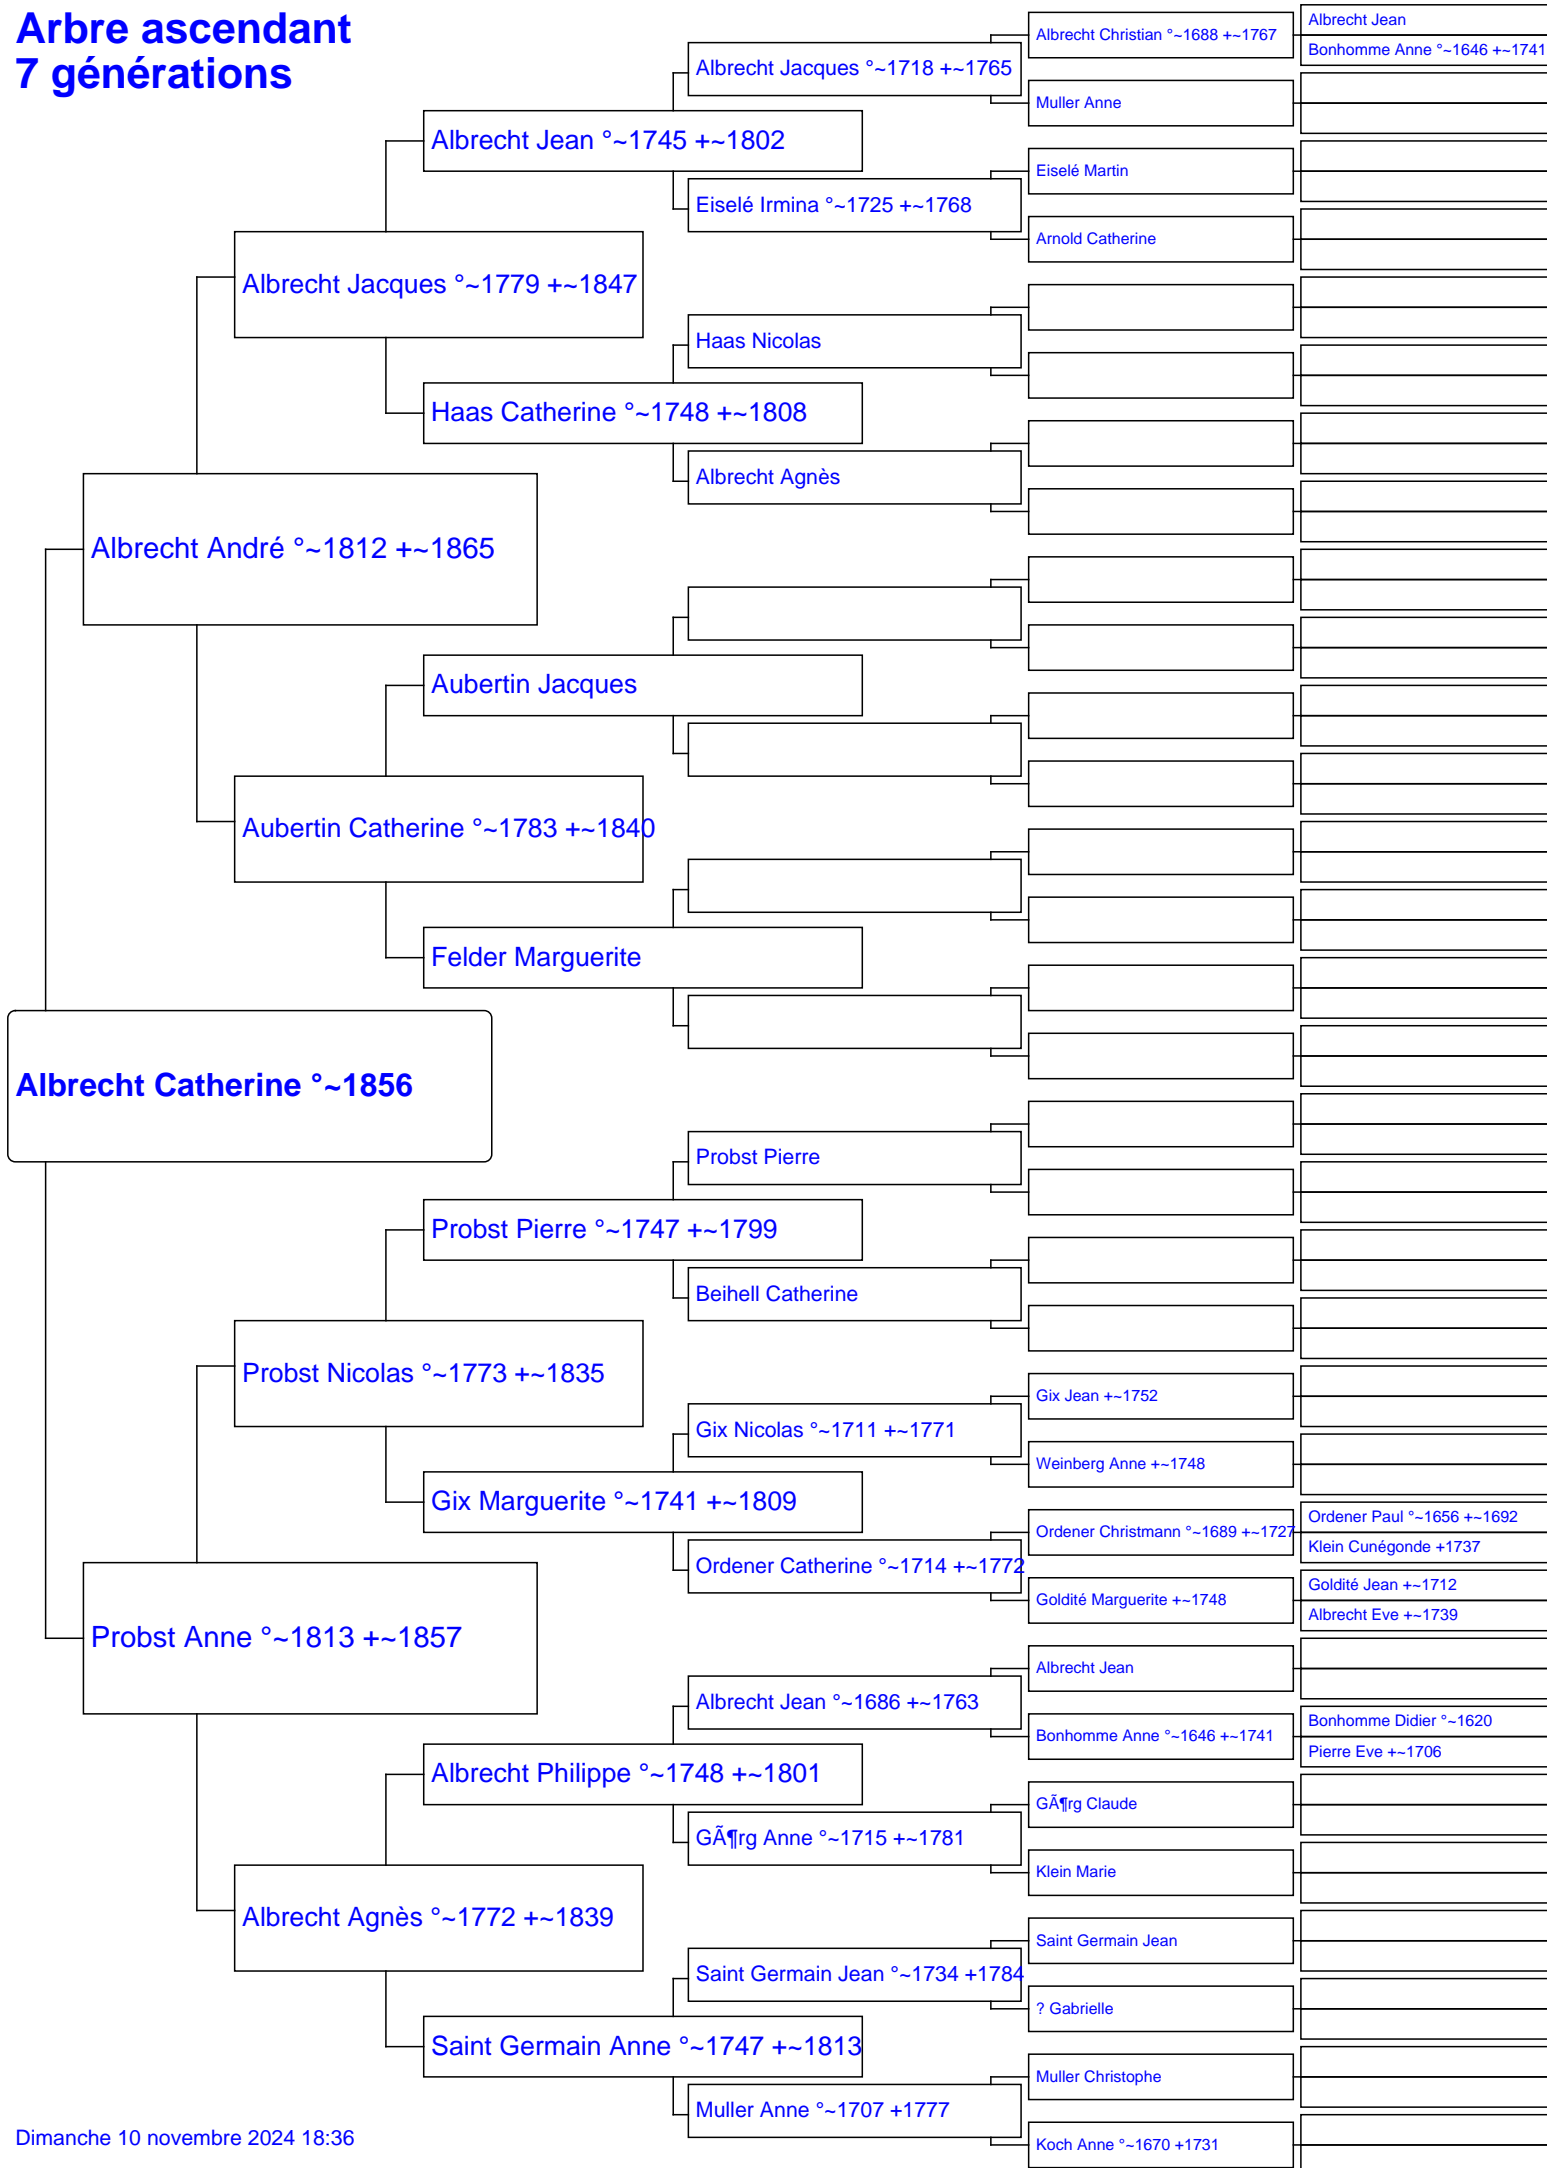 Arbre ascendant
7 générations
Albrecht Catherine °~1856
Albrecht André °~1812 +~1865
Probst Anne °~1813 +~1857
Albrecht Jacques °~1779 +~1847
Aubertin Catherine °~1783 +~1840
Probst Nicolas °~1773 +~1835
Albrecht Agnès °~1772 +~1839
Albrecht Jean °~1745 +~1802
Haas Catherine °~1748 +~1808
Aubertin Jacques
Felder Marguerite
Probst Pierre °~1747 +~1799
Gix Marguerite °~1741 +~1809
Albrecht Philippe °~1748 +~1801
Saint Germain Anne °~1747 +~1813
Albrecht Jacques °~1718 +~1765
Eiselé Irmina °~1725 +~1768
Haas Nicolas
Albrecht Agnès
Probst Pierre
Beihell Catherine
Gix Nicolas °~1711 +~1771
Ordener Catherine °~1714 +~1772
Albrecht Jean °~1686 +~1763
GÃ¶rg Anne °~1715 +~1781
Saint Germain Jean °~1734 +1784
Muller Anne °~1707 +1777
Albrecht Christian °~1688 +~1767
Muller Anne
Eiselé Martin
Arnold Catherine
Gix Jean +~1752
Weinberg Anne +~1748
Ordener Christmann °~1689 +~1727
Goldité Marguerite +~1748
Albrecht Jean
Bonhomme Anne °~1646 +~1741
GÃ¶rg Claude
Klein Marie
Saint Germain Jean
? Gabrielle
Muller Christophe
Koch Anne °~1670 +1731
Albrecht Jean
Bonhomme Anne °~1646 +~1741
Ordener Paul °~1656 +~1692
Klein Cunégonde +1737
Goldité Jean +~1712
Albrecht Eve +~1739
Bonhomme Didier °~1620
Pierre Eve +~1706
Dimanche 10 novembre 2024 18:36